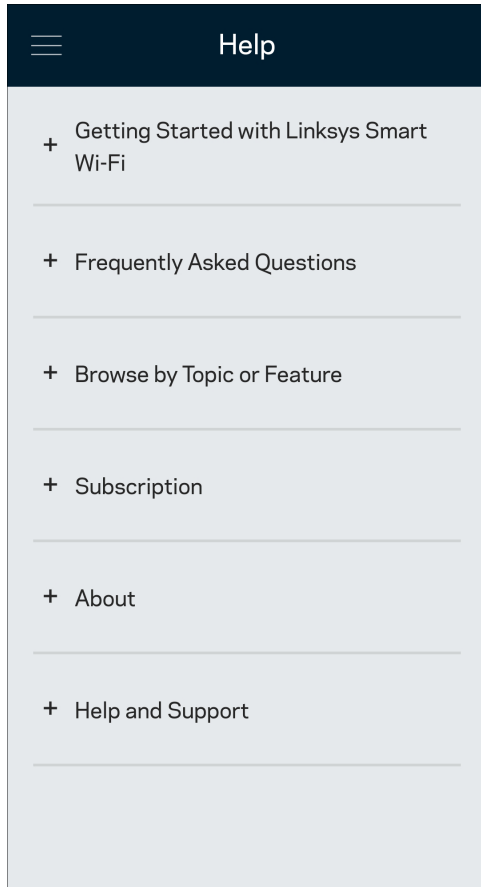 Help
+ Getting Started with Linksys Smart
Wi-Fi
+ Frequently Asked Questions
+ Browse by Topic or Feature
+ Subscription
+ About
+ Help and Support